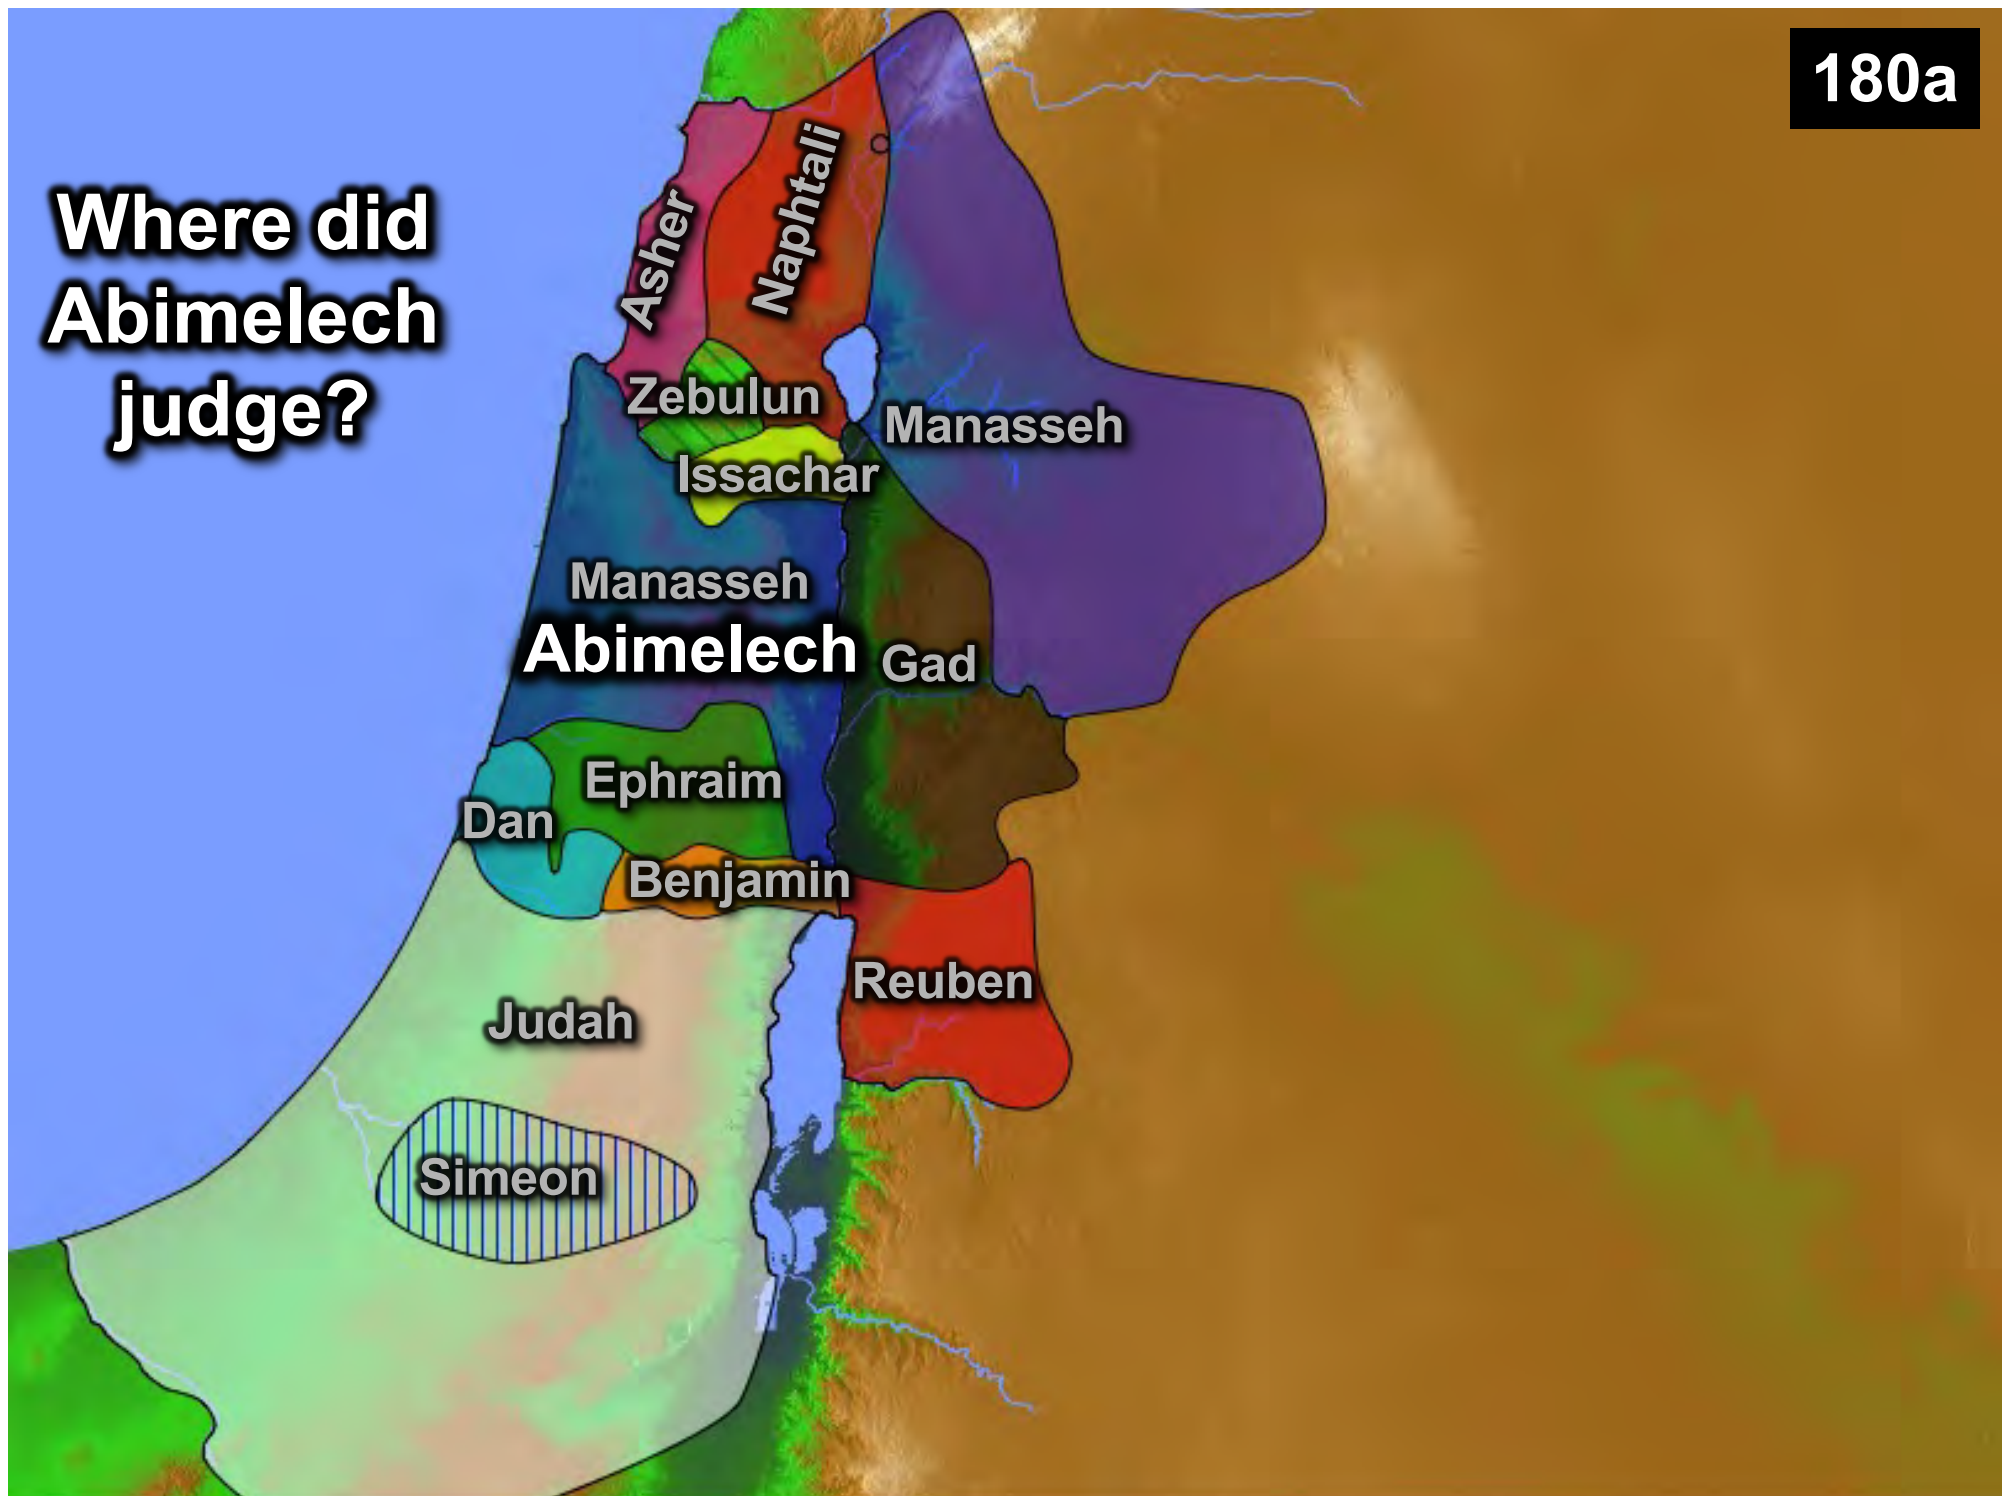 180a
Where did
Abimelech
judge?
Asher
Naphtali
Zebulun
Manasseh
Issachar
Manasseh
Abimelech
Gad
Ephraim
Dan
Benjamin
Reuben
Judah
Simeon